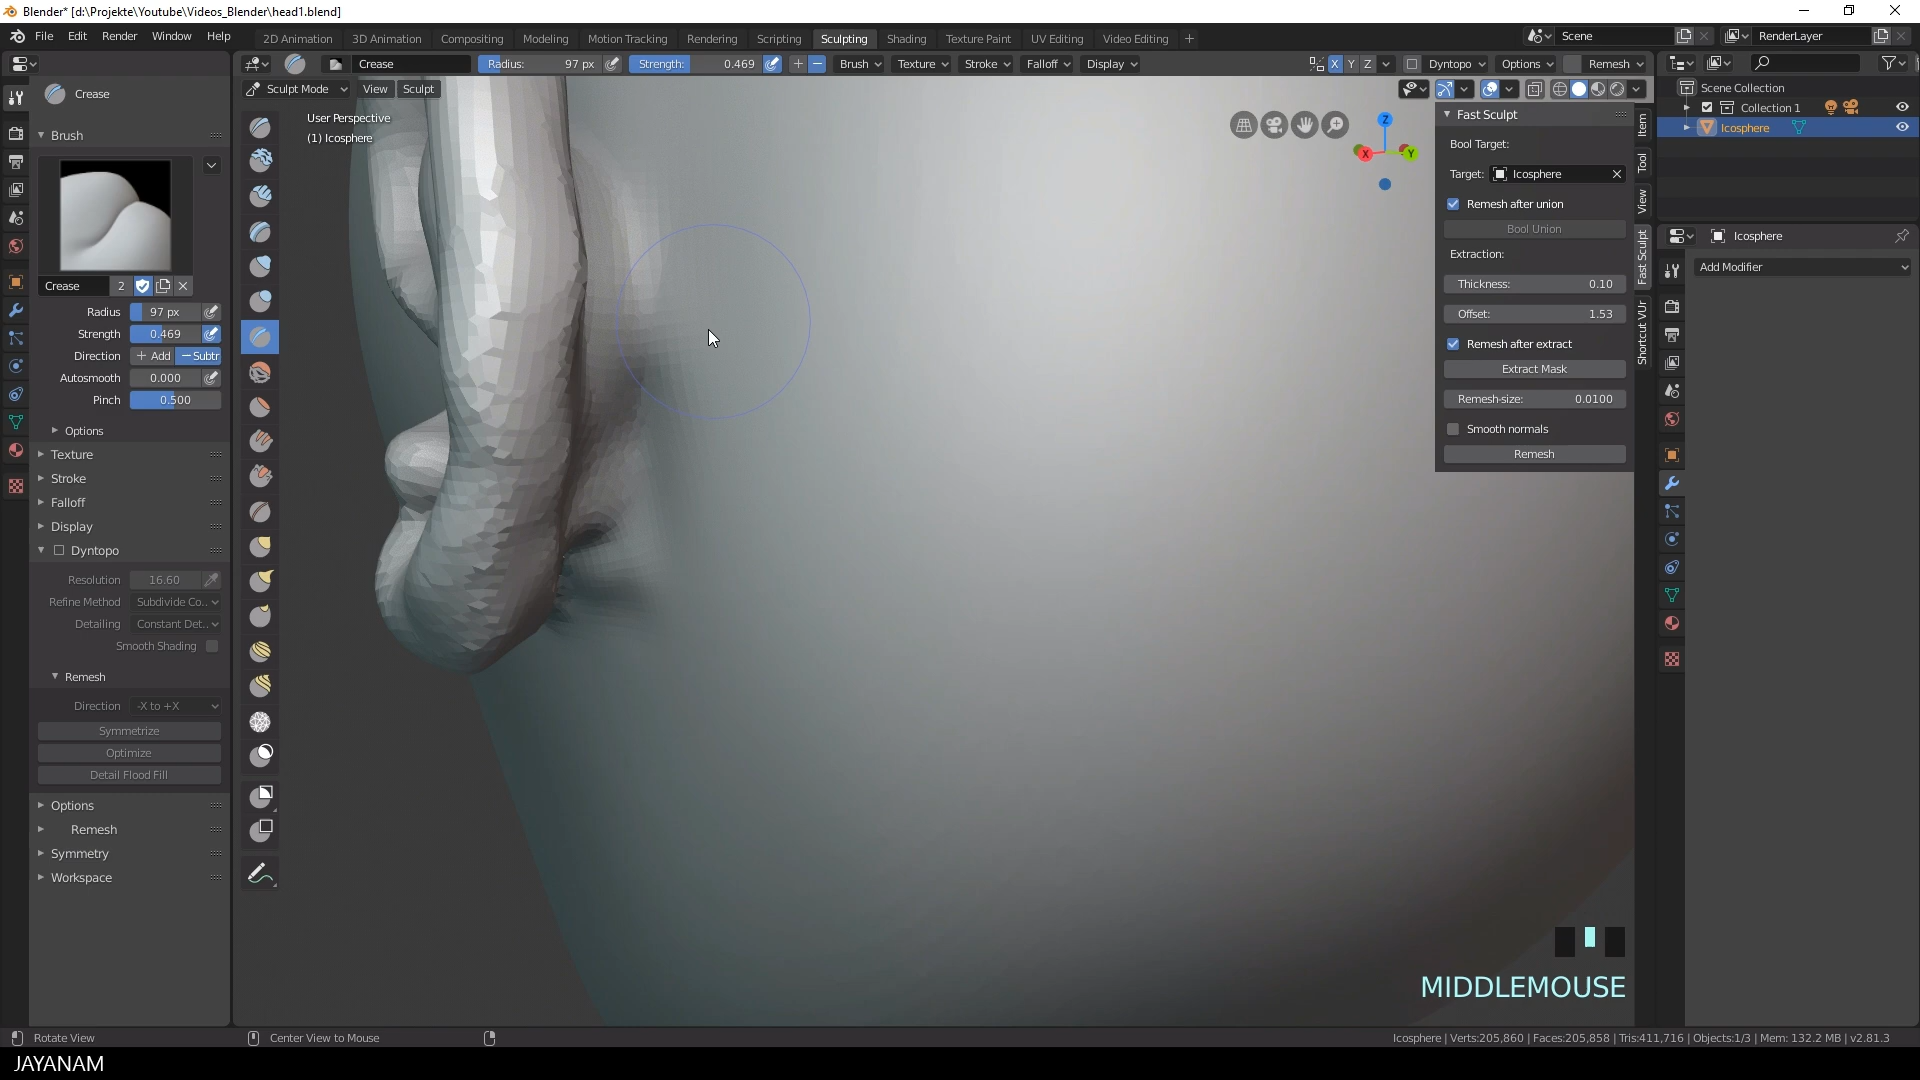 Blender* [d:\Projekte\Youtube\Videos_Blender\head1.blend]
File Edit Render Window Help 2D Animation 3D Animation Compositing Modeling Motion Tracking Rendering Scripting Sculpting Shading Texture Paint UV Editing Video Editing + Scene RenderLayer
Crease Radius: 97 px Strength: 0.469 Brush Texture Stroke Falloff Display X Y Z Dyntopo Options Remesh
Sculpt Mode View Sculpt
Crease
Brush
Crease 2
Radius 97 px
Strength 0.469
Direction + Add − Subtr
Autosmooth 0.000
Pinch 0.500
Options
Texture
Stroke
Falloff
Display
Dyntopo
Resolution 16.60
Refine Method Subdivide Co..
Detailing Constant Det..
Smooth Shading
Remesh
Direction -X to +X
Symmetrize
Optimize
Detail Flood Fill
Options
Remesh
Symmetry
Workspace
User Perspective
(1) Icosphere
Z
X Y
Fast Sculpt
Bool Target:
Target: Icosphere
Remesh after union
Bool Union
Extraction:
Thickness: 0.10
Offset: 1.53
Remesh after extract
Extract Mask
Remesh-size: 0.0100
Smooth normals
Remesh
Item
Tool
View
Fast Sculpt
Shortcut VUr
Scene Collection
Collection 1
Icosphere
Icosphere
Add Modifier
MIDDLEMOUSE
Rotate View Center View to Mouse Icosphere | Verts:205,860 | Faces:205,858 | Tris:411,716 | Objects:1/3 | Mem: 132.2 MB | v2.81.3
JAYANAM